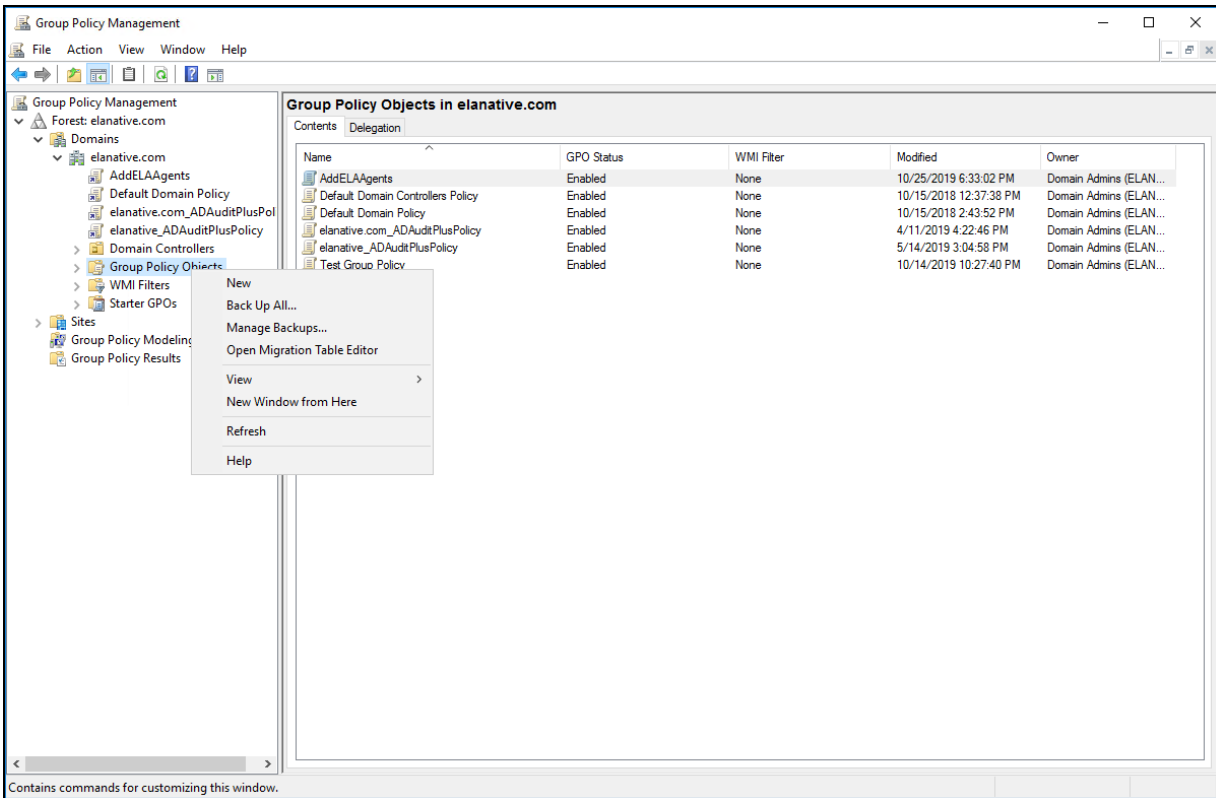 Group Policy Management
File Action View Window Help
Group Policy Management
Forest: elanative.com
Domains
elanative.com
AddELAAgents
Default Domain Policy
elanative.com_ADAuditPlusPol
elanative_ADAuditPlusPolicy
Domain Controllers
Group Policy Objects
WMI Filters
Starter GPOs
Sites
Group Policy Modeling
Group Policy Results
New
Back Up All...
Manage Backups...
Open Migration Table Editor
View
New Window from Here
Refresh
Help
Group Policy Objects in elanative.com
Contents Delegation
Name GPO Status WMI Filter Modified Owner
AddELAAgents Enabled None 10/25/2019 6:33:02 PM Domain Admins (ELAN...
Default Domain Controllers Policy Enabled None 10/15/2018 12:37:38 PM Domain Admins (ELAN...
Default Domain Policy Enabled None 10/15/2018 2:43:52 PM Domain Admins (ELAN...
elanative.com_ADAuditPlusPolicy Enabled None 4/11/2019 4:22:46 PM Domain Admins (ELAN...
elanative_ADAuditPlusPolicy Enabled None 5/14/2019 3:04:58 PM Domain Admins (ELAN...
Test Group Policy Enabled None 10/14/2019 10:27:40 PM Domain Admins (ELAN...
Contains commands for customizing this window.